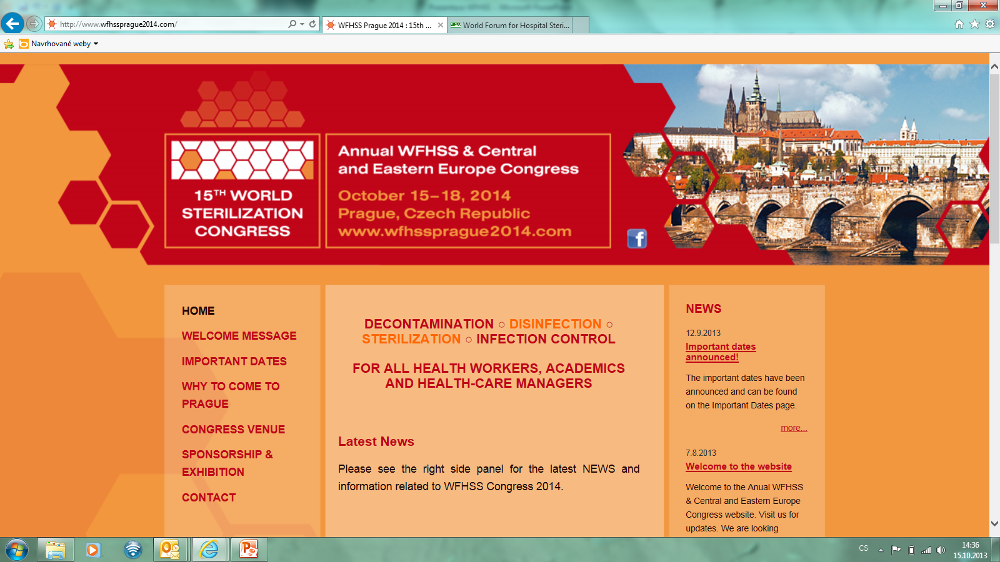 http://www.wfhssprague2014.com/
WFHSS Prague 2014 : 15th ...
World Forum for Hospital Steri...
Navrhované weby
15TH WORLD
STERILIZATION
CONGRESS
Annual WFHSS & Central
and Eastern Europe Congress
October 15–18, 2014
Prague, Czech Republic
www.wfhssprague2014.com
HOME
WELCOME MESSAGE
IMPORTANT DATES
WHY TO COME TO
PRAGUE
CONGRESS VENUE
SPONSORSHIP &
EXHIBITION
CONTACT
DECONTAMINATION ○ DISINFECTION ○
STERILIZATION ○ INFECTION CONTROL
FOR ALL HEALTH WORKERS, ACADEMICS
AND HEALTH-CARE MANAGERS
Latest News
Please see the right side panel for the latest NEWS and
information related to WFHSS Congress 2014.
NEWS
12.9.2013
Important dates
announced!
The important dates have been
announced and can be found
on the Important Dates page.
more...
7.8.2013
Welcome to the website
Welcome to the Anual WFHSS
& Central and Eastern Europe
Congress website. Visit us for
updates. We are looking
CS
14:36
15.10.2013